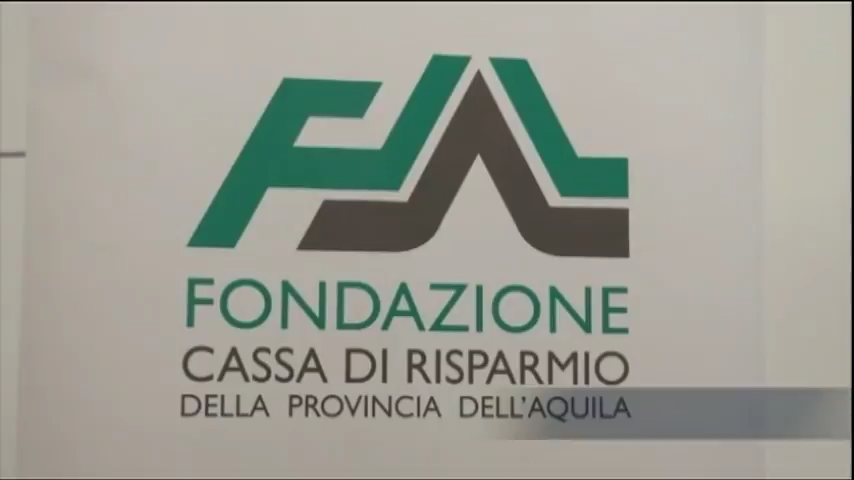 FONDAZIONE
CASSA DI RISPARMIO
DELLA PROVINCIA DELL'AQUILA